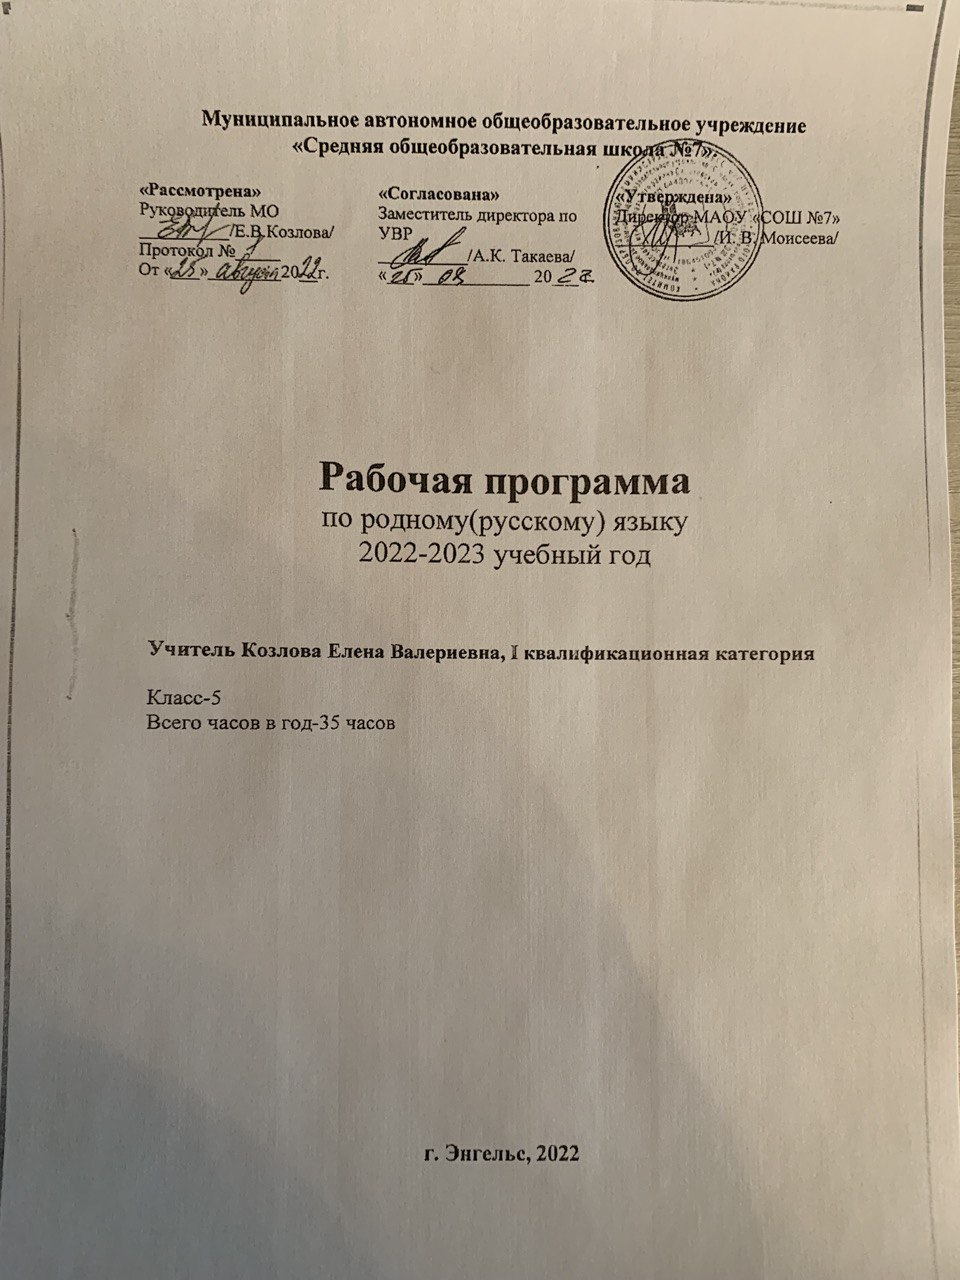 Муниципальное автономное общеобразовательное учреждение
«Средняя общеобразовательная школа №7»
«Рассмотрена»
Руководитель МО
/Е.В.Козлова/
Протокол № 1
От «25» августа 2022г.
«Согласована»
Заместитель директора по
УВР
/А.К. Такаева/
«25» 08 2022
«Утверждена»
Директор МАОУ «СОШ №7»
/И. В. Моисеева/
Рабочая программа
по родному(русскому) языку
2022-2023 учебный год
Учитель Козлова Елена Валериевна, I квалификационная категория
Класс-5
Всего часов в год-35 часов
г. Энгельс, 2022